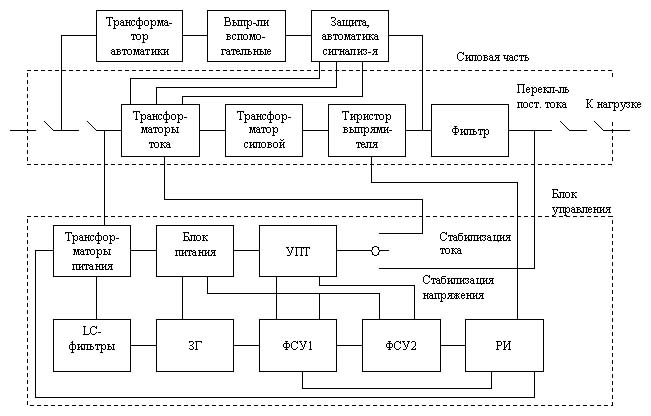 Трансформа-
тор
автоматики
Выпр-ли
вспомо-
гательные
Защита,
автоматика
сигнализ-я
Силовая часть
Перекл-ль
пост. тока
К нагрузке
Трансфор-
маторы
тока
Трансфор-
матор
силовой
Тиристор
выпрями-
теля
Фильтр
Блок
управления
Трансфор-
маторы
питания
Блок
питания
УПТ
Стабилизация
тока
Стабилизация
напряжения
LC-
фильтры
ЗГ
ФСУ1
ФСУ2
РИ